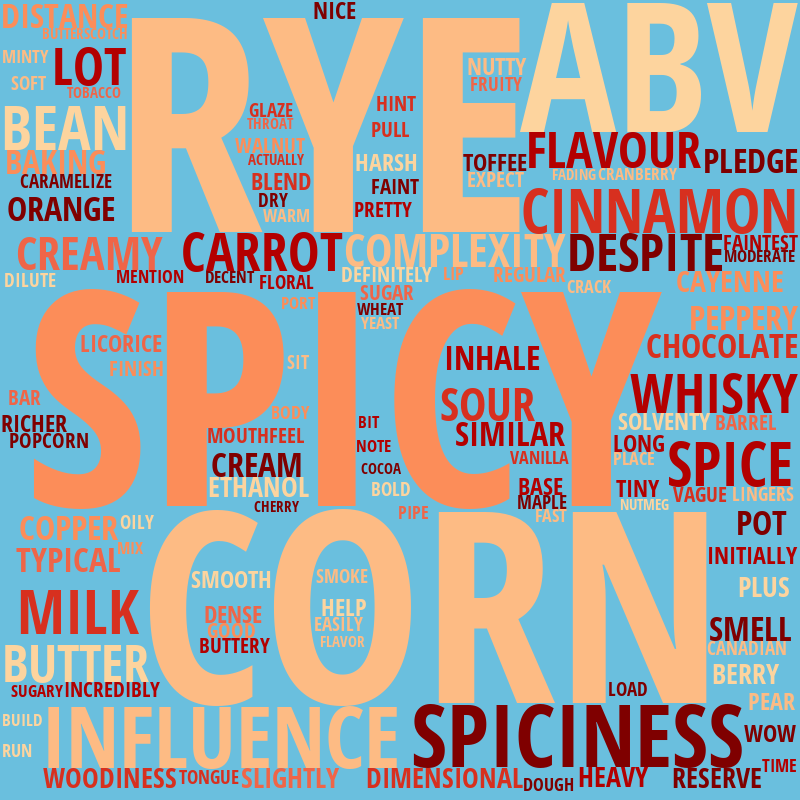 DISTANCE
NICE
RYE
ABV
BUTTERSCOTCH
MINTY
LOT
NUTTY
FRUITY
SOFT
TOBACCO
GLAZE
HINT
THROAT
BEAN
PULL
WALNUT
FLAVOUR
PLEDGE
BAKING
ACTUALLY
HARSH
TOFFEE
CARAMELIZE
BLEND
FAINT
EXPECT
FADING
CRANBERRY
ORANGE
DRY
WARM
PRETTY
CINNAMON
CREAMY
CARROT
COMPLEXITY
DESPITE
FAINTEST
MODERATE
DILUTE
MENTION
DECENT
FLORAL
DEFINITELY
LIP
REGULAR
CRACK
CAYENNE
SUGAR
PORT
WHEAT
YEAST
PEPPERY
SPICY
LICORICE
CHOCOLATE
FINISH
SIT
INHALE
WHISKY
BAR
SOUR
RICHER
BODY
BIT
SOLVENTY
BARREL
POPCORN
MOUTHFEEL
SIMILAR
LONG
NOTE
CREAM
COCOA
VANILLA
PLACE
SPICE
ETHANOL
BOLD
BASE
TINY
VAGUE
LINGERS
CHERRY
MAPLE
NUTMEG
PIPE
FAST
COPPER
OILY
CORN
POT
MIX
TYPICAL
INITIALLY
SMOOTH
SMOKE
PLUS
MILK
DENSE
HELP
GOOD
EASILY
SMELL
BUTTERY
FLAVOR
CANADIAN
BUTTER
BERRY
SUGARY
INCREDIBLY
LOAD
PEAR
BUILD
INFLUENCE
SPICINESS
WOW
RUN
TIME
WOODINESS
TONGUE
SLIGHTLY
DIMENSIONAL
DOUGH
HEAVY
RESERVE